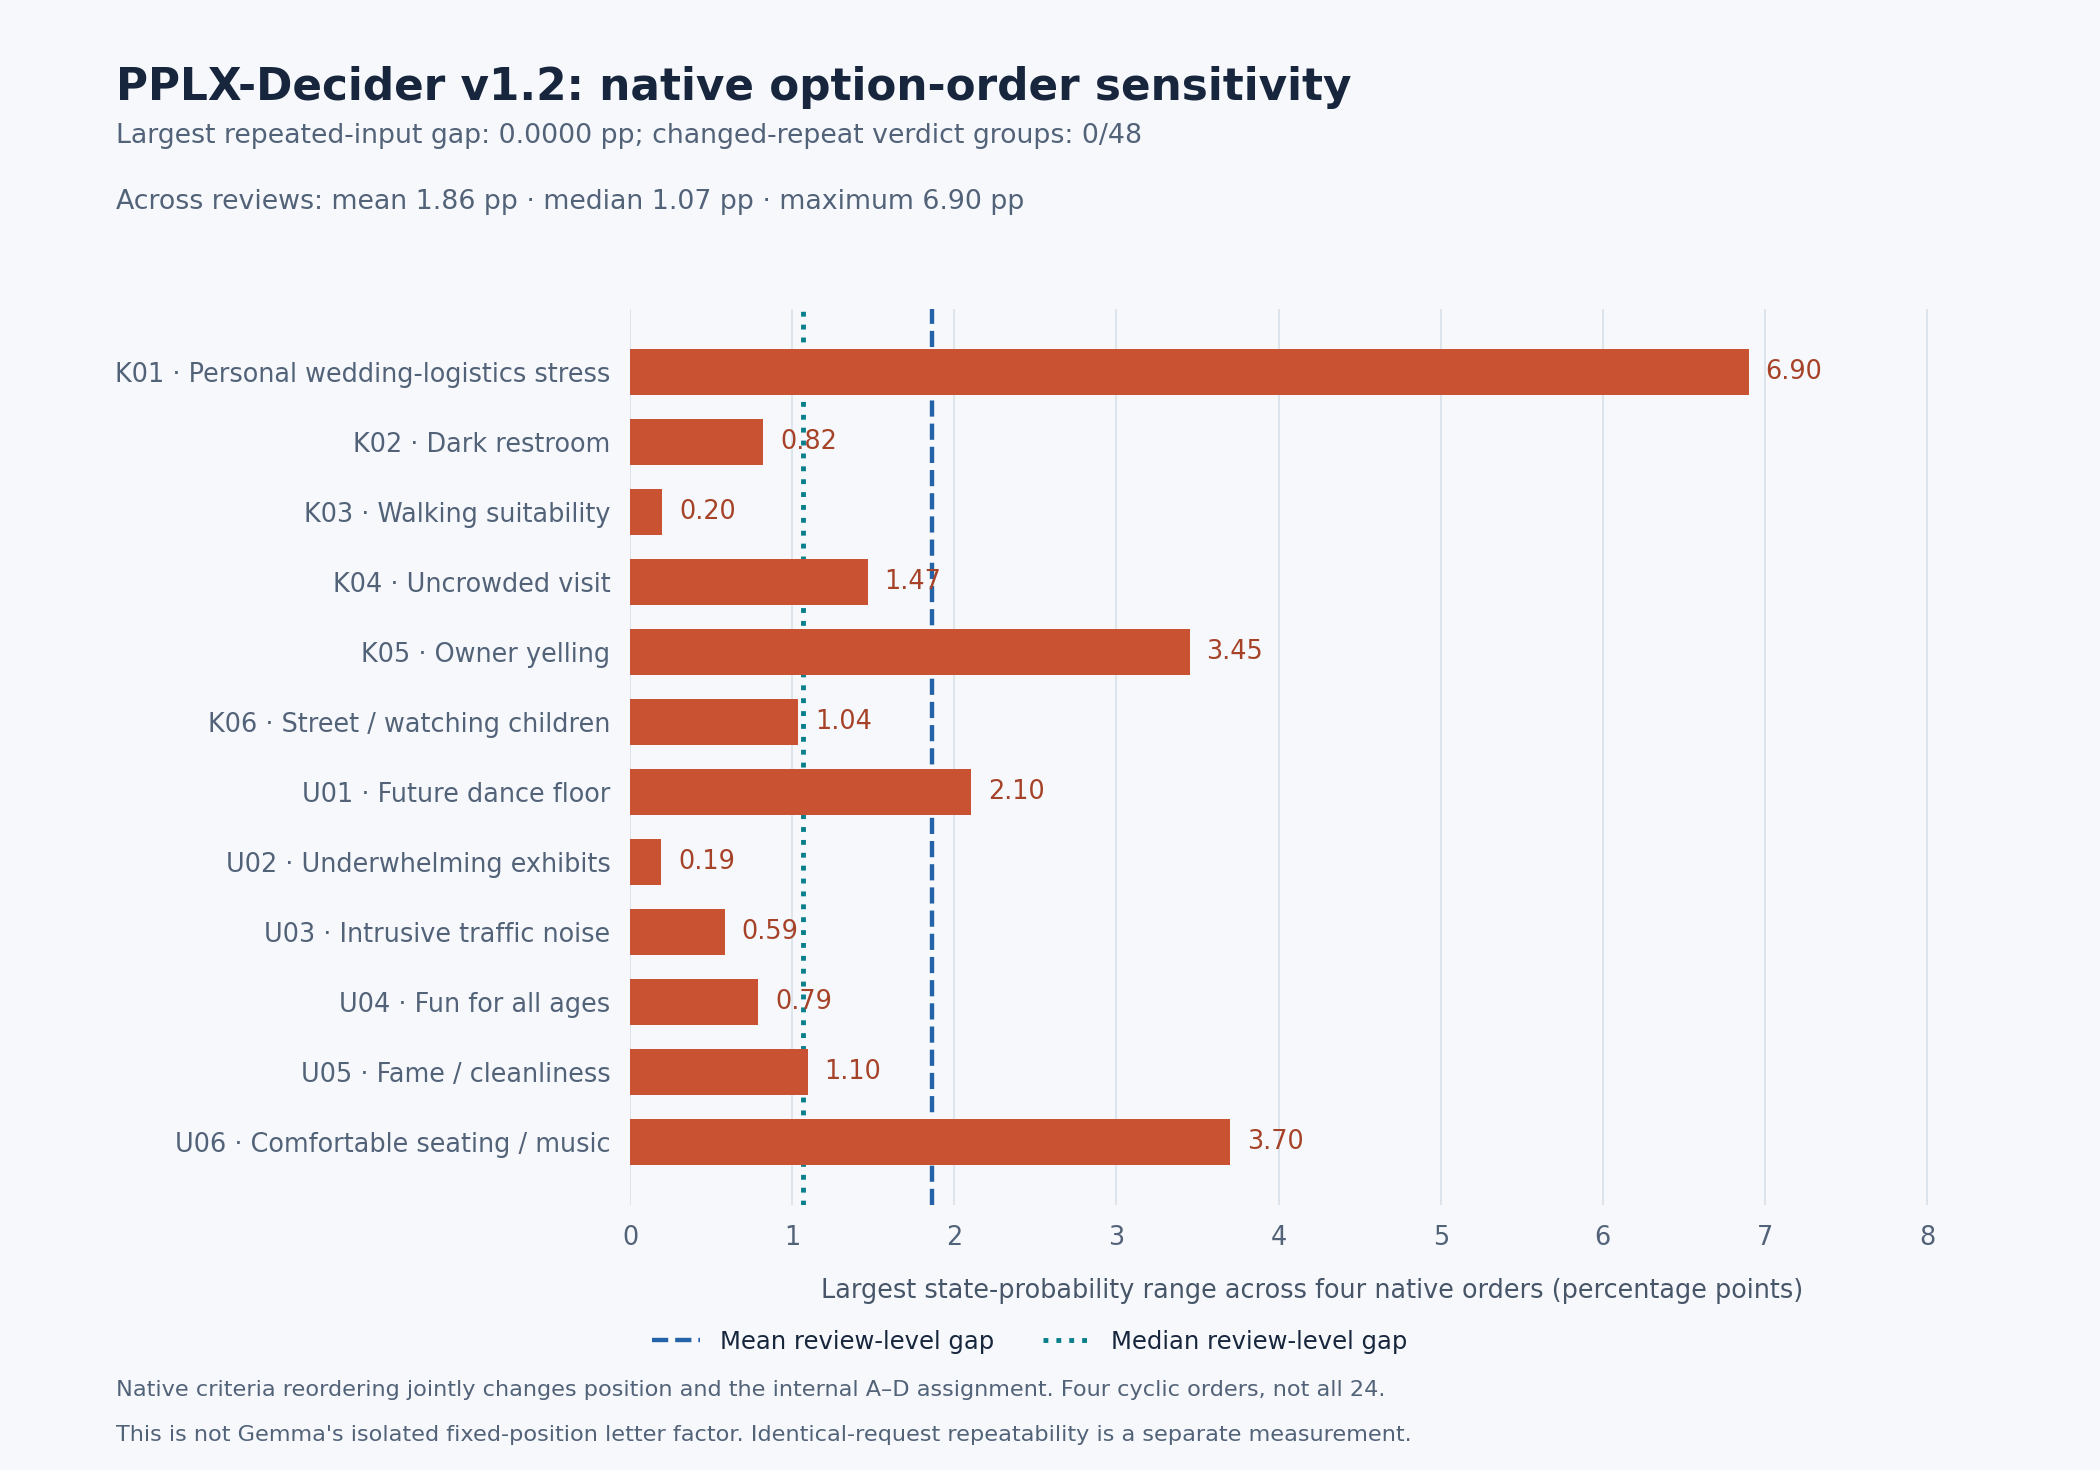 PPLX-Decider v1.2: native option-order sensitivity
Largest repeated-input gap: 0.0000 pp; changed-repeat verdict groups: 0/48
Across reviews: mean 1.86 pp · median 1.07 pp · maximum 6.90 pp
K01 · Personal wedding-logistics stress 6.90
K02 · Dark restroom 0.82
K03 · Walking suitability 0.20
K04 · Uncrowded visit 1.47
K05 · Owner yelling 3.45
K06 · Street / watching children 1.04
U01 · Future dance floor 2.10
U02 · Underwhelming exhibits 0.19
U03 · Intrusive traffic noise 0.59
U04 · Fun for all ages 0.79
U05 · Fame / cleanliness 1.10
U06 · Comfortable seating / music 3.70
0 1 2 3 4 5 6 7 8
Largest state-probability range across four native orders (percentage points)
Mean review-level gap Median review-level gap
Native criteria reordering jointly changes position and the internal A–D assignment. Four cyclic orders, not all 24.
This is not Gemma's isolated fixed-position letter factor. Identical-request repeatability is a separate measurement.